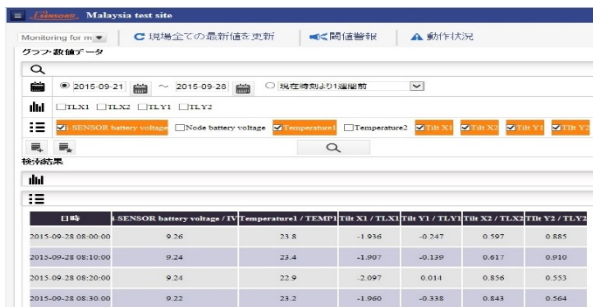 i-SENSOR Malaysia test site
Monitoring for m 現場全ての最新値を更新 閾値警報 動作状況
グラフ・数値データ
2015-09-21 ~ 2015-09-28 現在時刻より1週間前
TLX1 TLX2 TLY1 TLY2
i-SENSOR battery voltage Node battery voltage Temperature1 Temperature2 Tilt X1 Tilt X2 Tilt Y1 Tilt Y2
検索結果
日時 i-SENSOR battery voltage / IV Temperature1 / TEMP1 Tilt X1 / TLX1 Tilt Y1 / TLY1 Tilt X2 / TLX2 Tilt Y2 / TLY2
2015-09-28 08:00:00 9.26 23.8 -1.936 -0.247 0.597 0.885
2015-09-28 08:10:00 9.24 23.4 -1.907 -0.139 0.617 0.910
2015-09-28 08:20:00 9.24 22.9 -2.097 0.014 0.856 0.553
2015-09-28 08:30:00 9.22 23.2 -1.960 -0.338 0.843 0.564